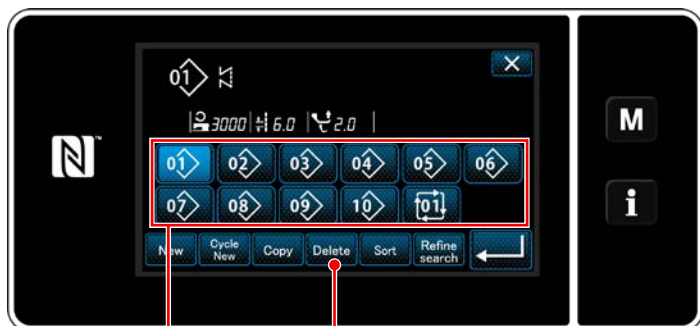 01
3000 6.0 2.0
01 02 03 04 05 06
07 08 09 10 01
New Cycle New Copy Delete Sort Refine search
M
i
N